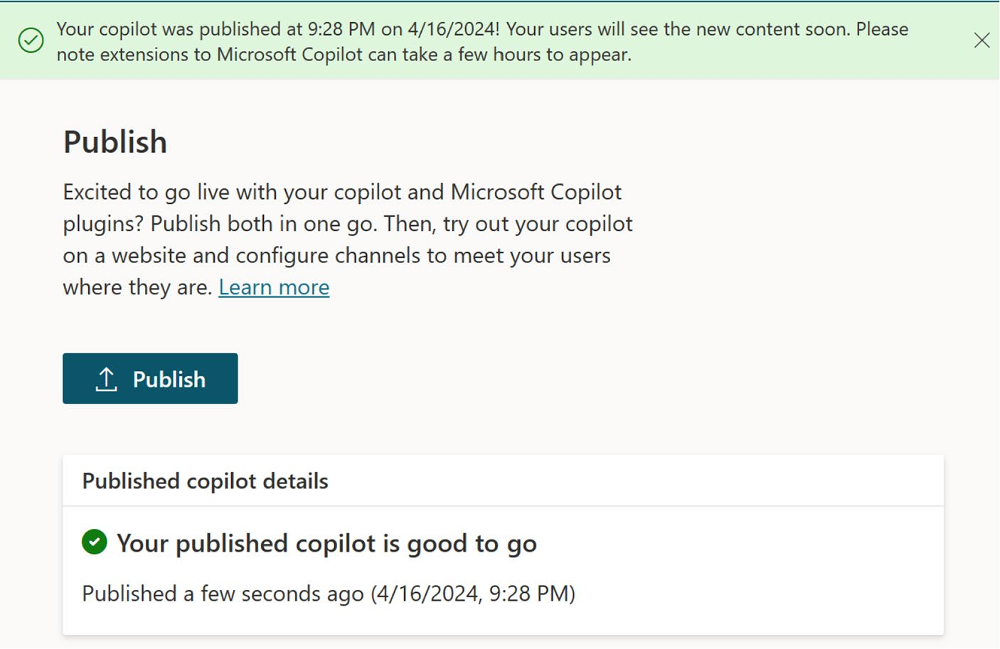 Your copilot was published at 9:28 PM on 4/16/2024! Your users will see the new content soon. Please
note extensions to Microsoft Copilot can take a few hours to appear.
Publish
Excited to go live with your copilot and Microsoft Copilot
plugins? Publish both in one go. Then, try out your copilot
on a website and configure channels to meet your users
where they are. Learn more
Publish
Published copilot details
Your published copilot is good to go
Published a few seconds ago (4/16/2024, 9:28 PM)